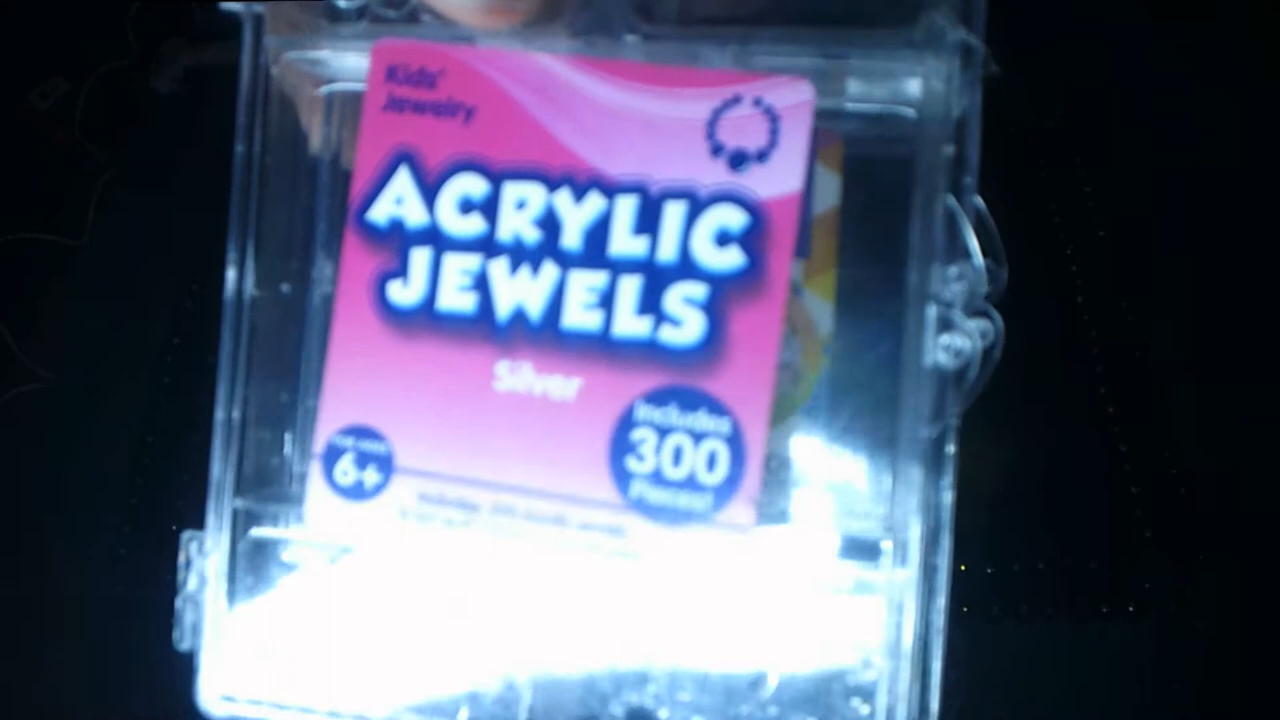 Kids'
Jewelry
ACRYLIC
JEWELS
Silver
Includes
300
Pieces!
6+